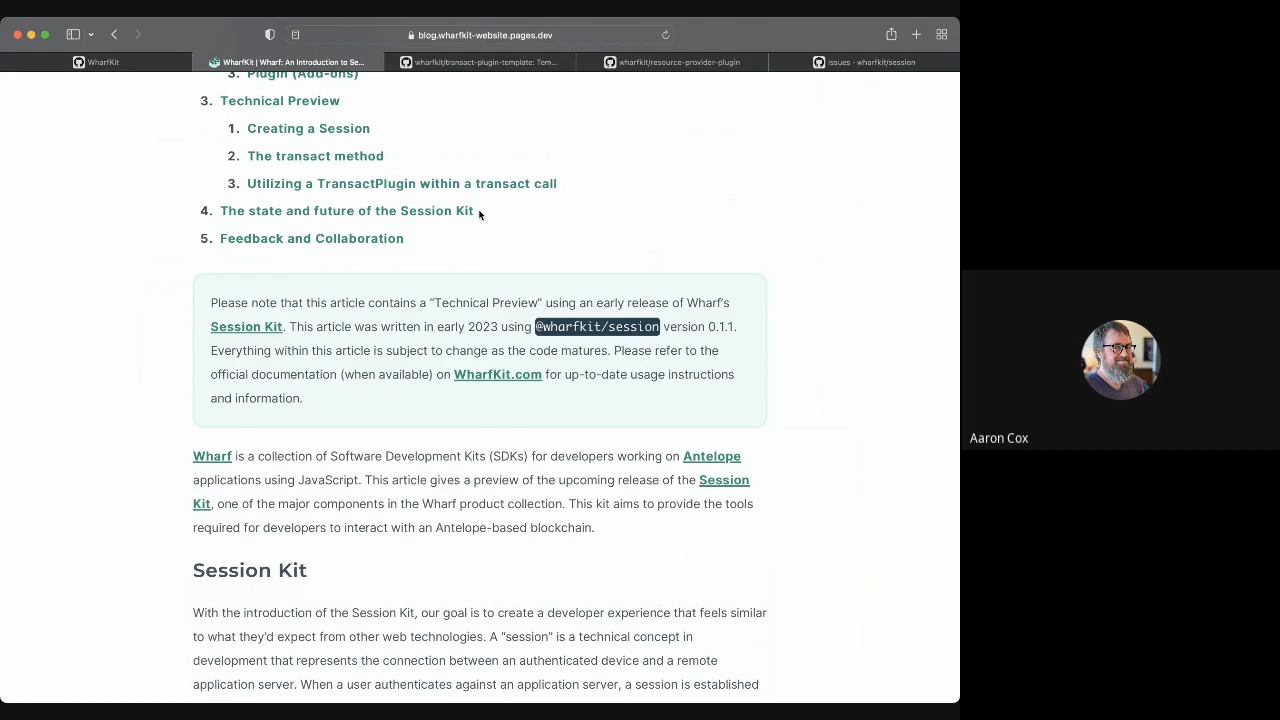 blog.wharfkit-website.pages.dev
WharfKit
WharfKit | Wharf: An Introduction to Se...
wharfkit/transact-plugin-template: Tem...
wharfkit/resource-provider-plugin
Issues · wharfkit/session
3. Plugin (Add-ons)
3. Technical Preview
1. Creating a Session
2. The transact method
3. Utilizing a TransactPlugin within a transact call
4. The state and future of the Session Kit
5. Feedback and Collaboration
Please note that this article contains a “Technical Preview” using an early release of Wharf’s
Session Kit. This article was written in early 2023 using @wharfkit/session version 0.1.1.
Everything within this article is subject to change as the code matures. Please refer to the
official documentation (when available) on WharfKit.com for up-to-date usage instructions
and information.
Wharf is a collection of Software Development Kits (SDKs) for developers working on Antelope
applications using JavaScript. This article gives a preview of the upcoming release of the Session
Kit, one of the major components in the Wharf product collection. This kit aims to provide the tools
required for developers to interact with an Antelope-based blockchain.
Session Kit
With the introduction of the Session Kit, our goal is to create a developer experience that feels similar
to what they’d expect from other web technologies. A “session” is a technical concept in
development that represents the connection between an authenticated device and a remote
application server. When a user authenticates against an application server, a session is established
Aaron Cox